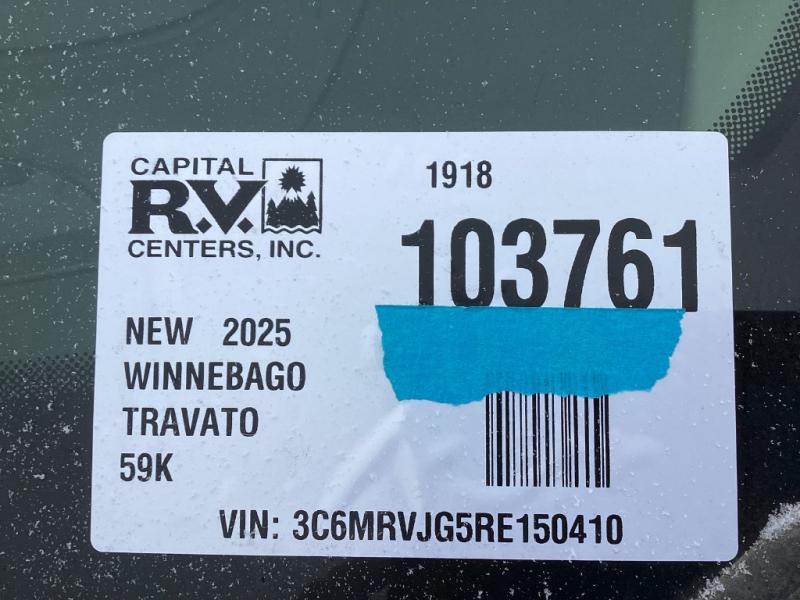 CAPITAL
R.V.
CENTERS, INC.
1918
103761
NEW 2025
WINNEBAGO
TRAVATO
59K
VIN: 3C6MRVJG5RE150410